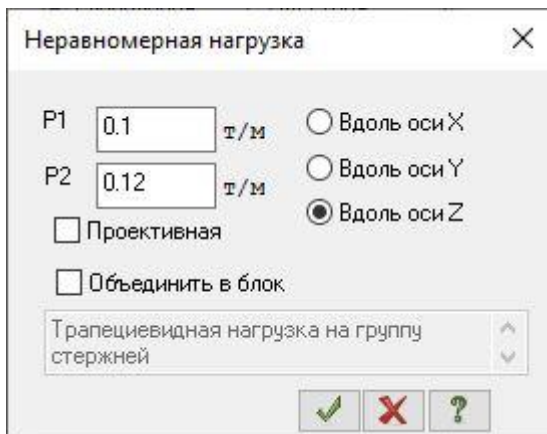 Неравномерная нагрузка
P1 0.1 т/м
Вдоль оси X
P2 0.12 т/м
Вдоль оси Y
Вдоль оси Z
Проективная
Объединить в блок
Трапециевидная нагрузка на группу
стержней